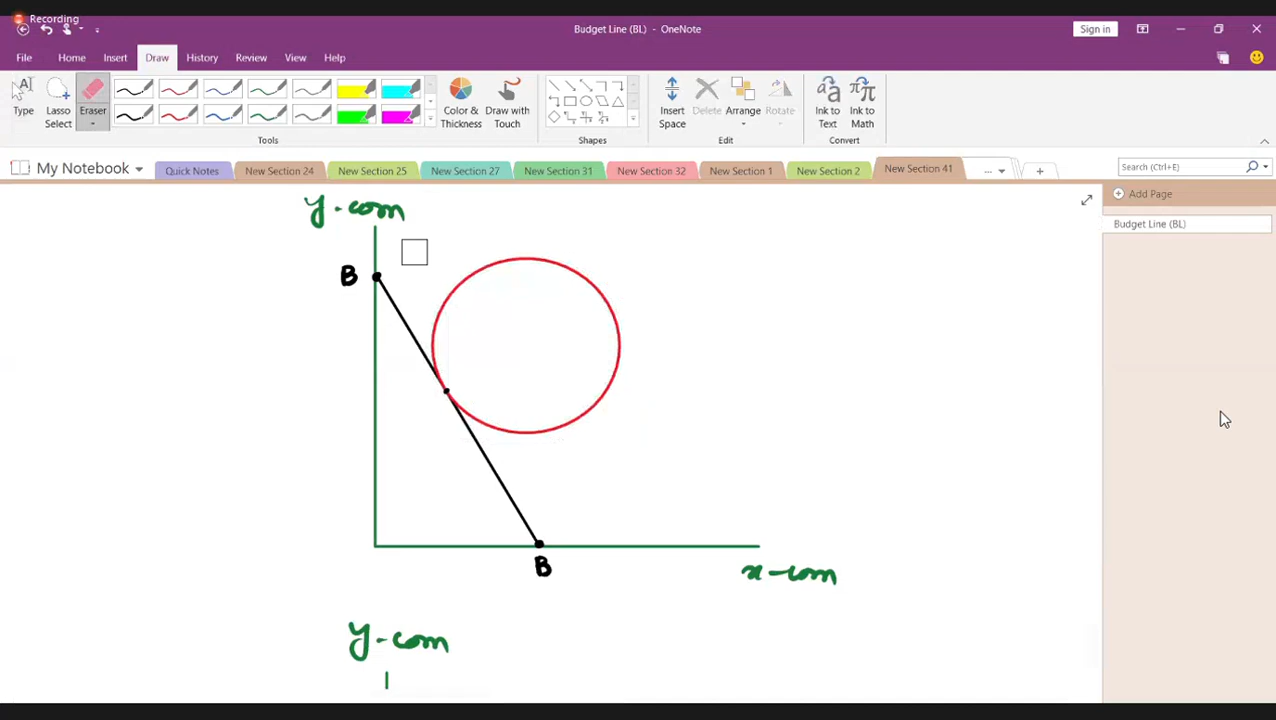 Recording
Budget Line (BL) - OneNote
Sign in
File Home Insert Draw History Review View Help
Type
Lasso Select
Eraser
Color & Thickness
Draw with Touch
Insert Space
Delete
Arrange
Rotate
Ink to Text
Ink to Math
Tools
Shapes
Edit
Convert
My Notebook
Quick Notes
New Section 24
New Section 25
New Section 27
New Section 31
New Section 32
New Section 1
New Section 2
New Section 41
...
Search (Ctrl+E)
Add Page
Budget Line (BL)
y-com
B
B
x-com
y-com